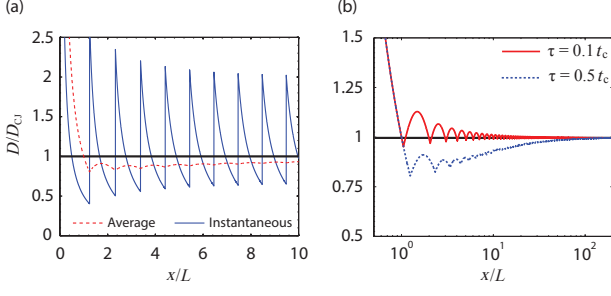 (a)
(b)
2.5
2
1.5
1
0.5
0
D/D_CJ
0 2 4 6 8 10
x/L
Average Instantaneous
1.5
1.25
1
0.75
0.5
τ = 0.1 t_c
τ = 0.5 t_c
10^0 10^1 10^2
x/L